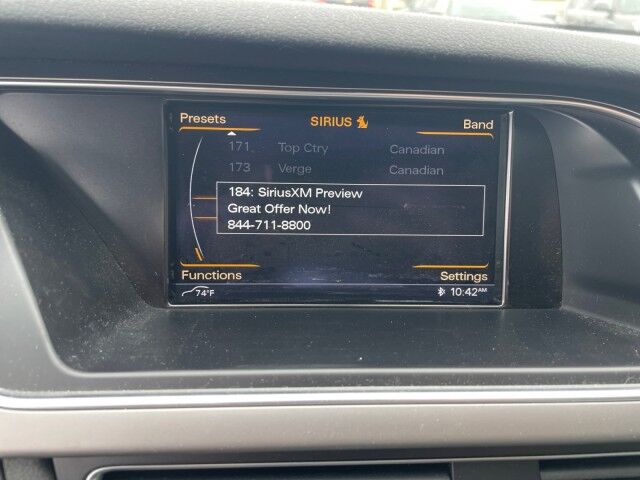 Presets SIRIUS Band
171 Top Ctry Canadian
173 Verge Canadian
184: SiriusXM Preview
Great Offer Now!
844-711-8800
Functions Settings
74°F 10:42AM